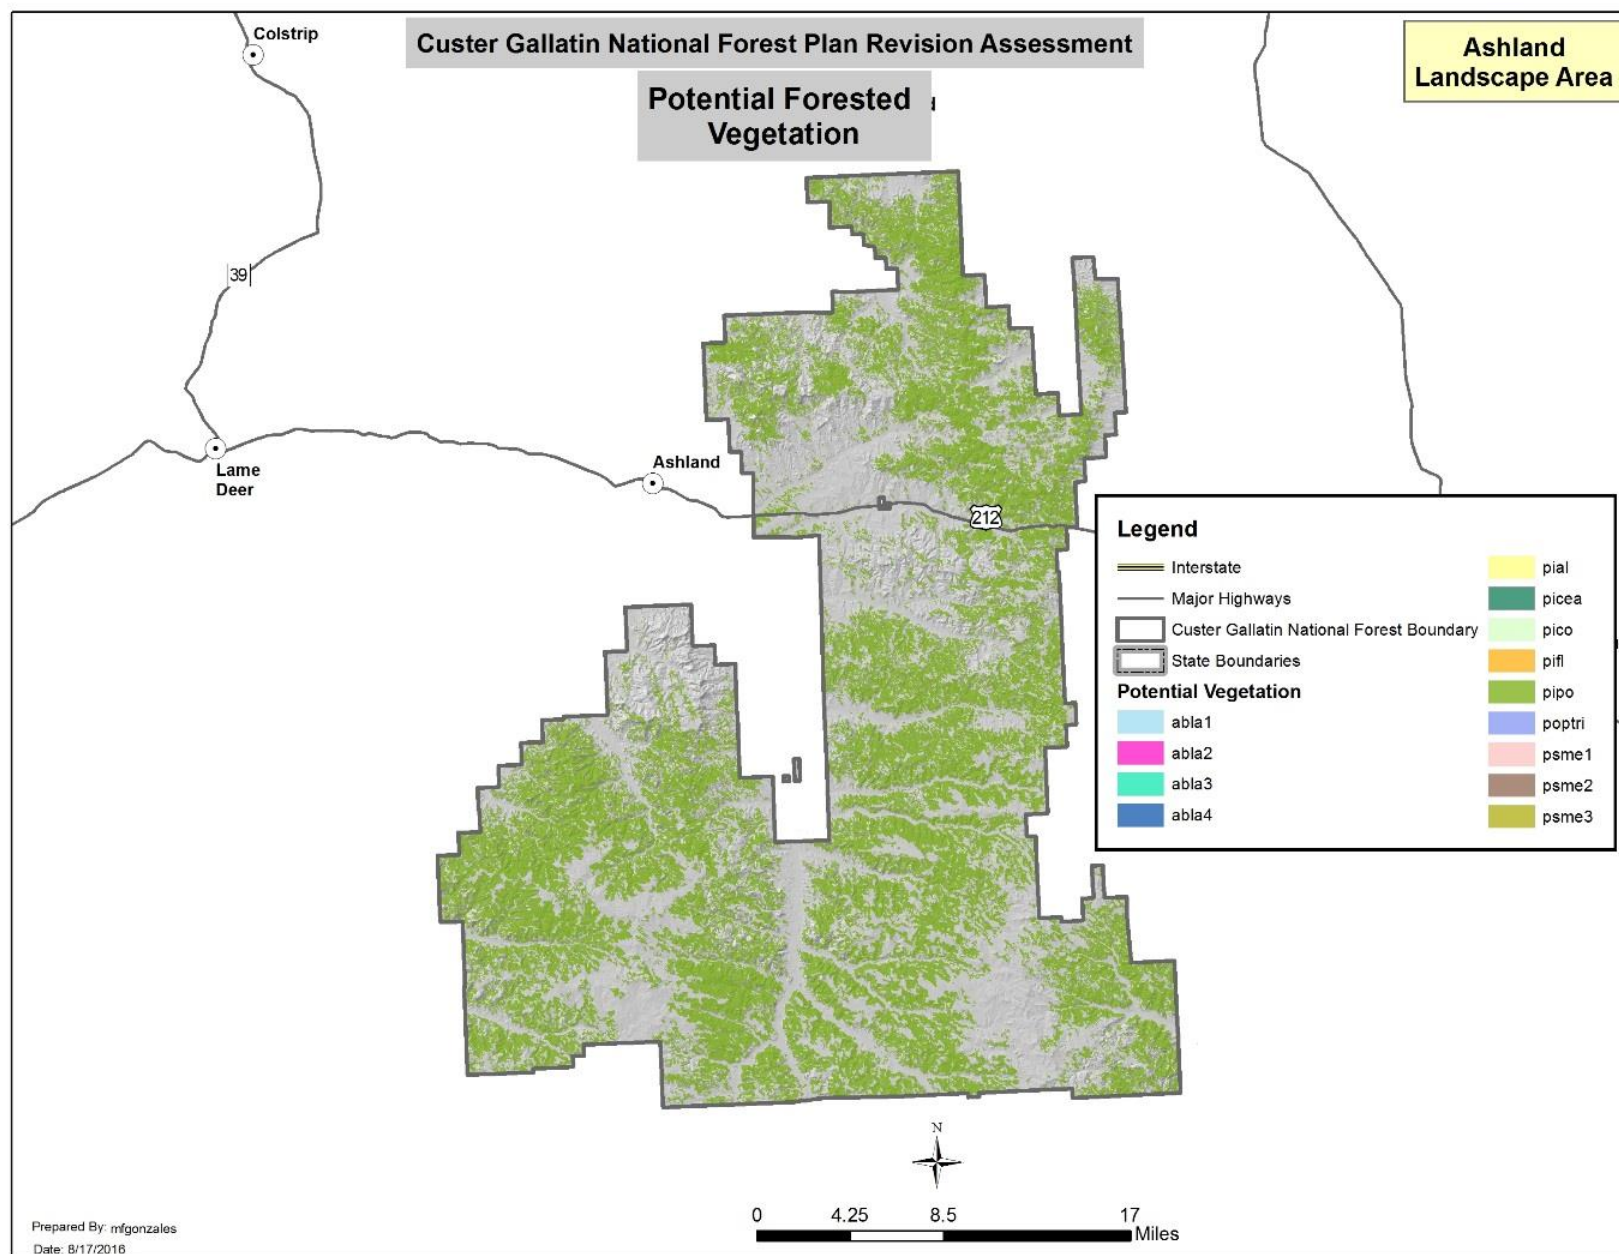 Colstrip
Custer Gallatin National Forest Plan Revision Assessment
Ashland
Landscape Area
Potential Forested
Vegetation
d
39
Lame
Deer
Ashland
212
Legend
Interstate
Major Highways
Custer Gallatin National Forest Boundary
State Boundaries
Potential Vegetation
abla1
abla2
abla3
abla4
pial
picea
pico
pifl
pipo
poptri
psme1
psme2
psme3
N
0 4.25 8.5 17
Miles
Prepared By: mfgonzales
Date: 8/17/2016